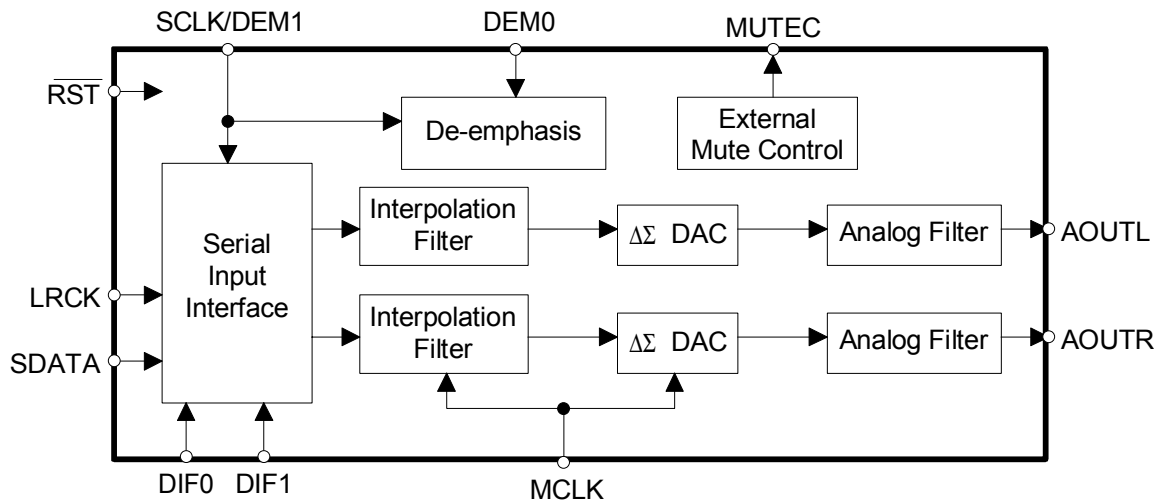 SCLK/DEM1
DEM0
MUTEC
RST
De-emphasis
External
Mute Control
Serial
Input
Interface
Interpolation
Filter
ΔΣ DAC
Analog Filter
AOUTL
LRCK
SDATA
Interpolation
Filter
ΔΣ DAC
Analog Filter
AOUTR
DIF0
DIF1
MCLK